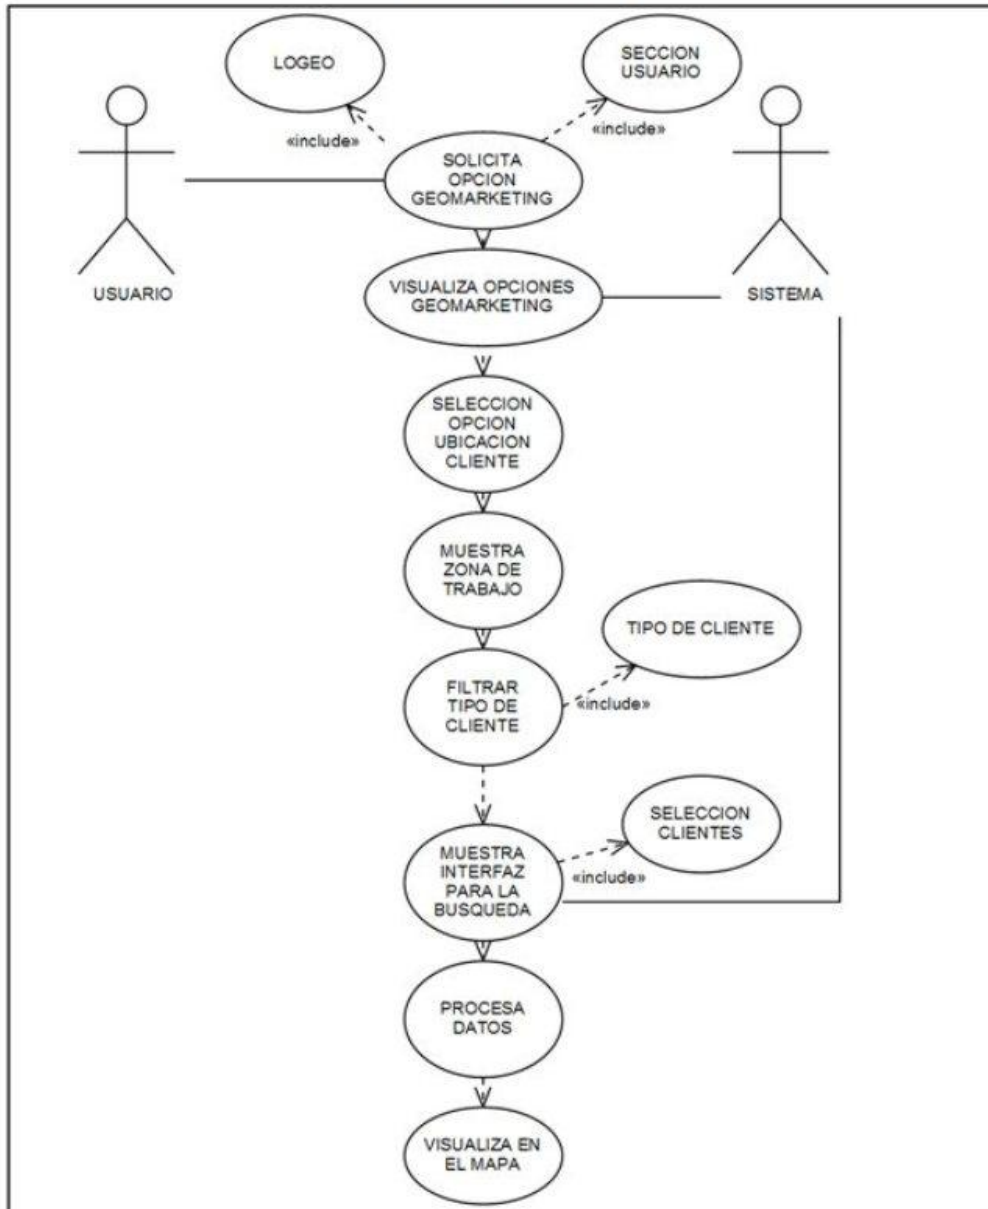 LOGEO
SECCION
USUARIO
«include»
«include»
SOLICITA
OPCION
GEOMARKETING
USUARIO
VISUALIZA OPCIONES
GEOMARKETING
SISTEMA
SELECCION
OPCION
UBICACION
CLIENTE
MUESTRA
ZONA DE
TRABAJO
TIPO DE CLIENTE
FILTRAR
TIPO DE
CLIENTE
«include»
SELECCION
CLIENTES
MUESTRA
INTERFAZ
PARA LA
BUSQUEDA
«include»
PROCESA
DATOS
VISUALIZA EN
EL MAPA